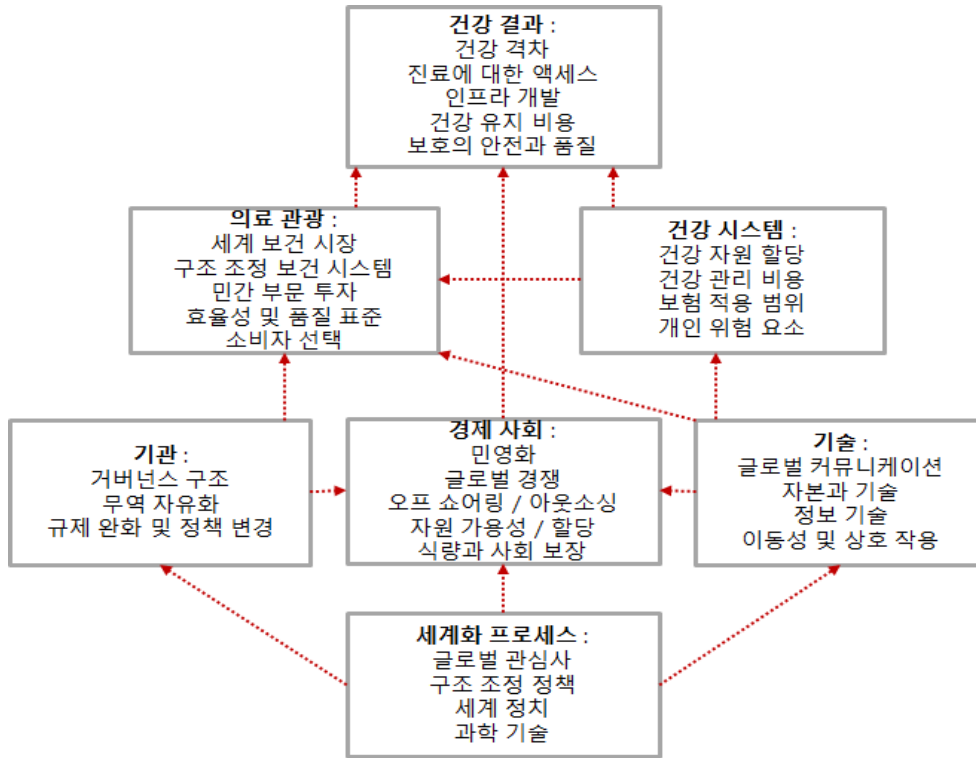 건강 결과 :
건강 격차
진료에 대한 액세스
인프라 개발
건강 유지 비용
보호의 안전과 품질
의료 관광 :
세계 보건 시장
구조 조정 보건 시스템
민간 부문 투자
효율성 및 품질 표준
소비자 선택
건강 시스템 :
건강 자원 할당
건강 관리 비용
보험 적용 범위
개인 위험 요소
기관 :
거버넌스 구조
무역 자유화
규제 완화 및 정책 변경
경제 사회 :
민영화
글로벌 경쟁
오프 쇼어링 / 아웃소싱
자원 가용성 / 할당
식량과 사회 보장
기술 :
글로벌 커뮤니케이션
자본과 기술
정보 기술
이동성 및 상호 작용
세계화 프로세스 :
글로벌 관심사
구조 조정 정책
세계 정치
과학 기술